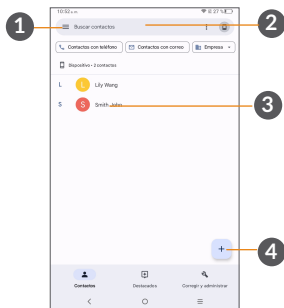 10:52 a. m. 27 %
1 Buscar contactos 2
Contactos con teléfono Contactos con correo Empresa
Dispositivo • 2 contactos
L L Lily Wang
S S Smith John 3
+ 4
Contactos Destacados Corregir y administrar